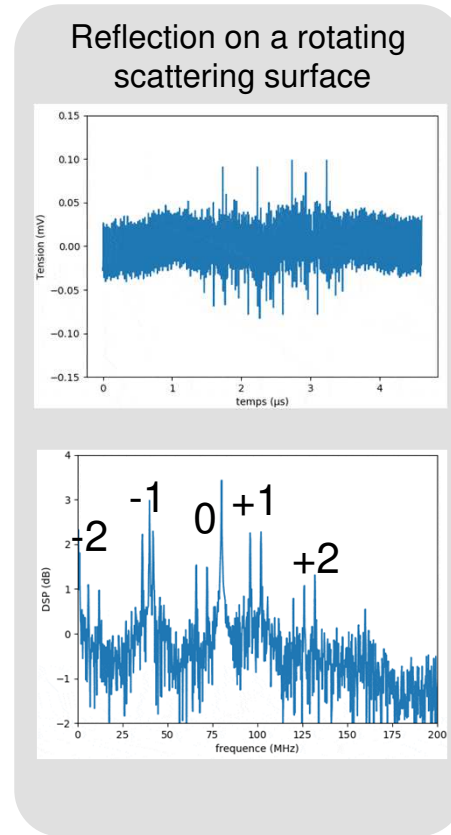 Reflection on a rotating
scattering surface
0.15
0.10
0.05
0.00
−0.05
−0.10
−0.15
Tension (mV)
0 1 2 3 4
temps (µs)
4
3
2
1
0
−1
−2
DSP (dB)
-2 -1 0 +1 +2
0 25 50 75 100 125 150 175 200
frequence (MHz)